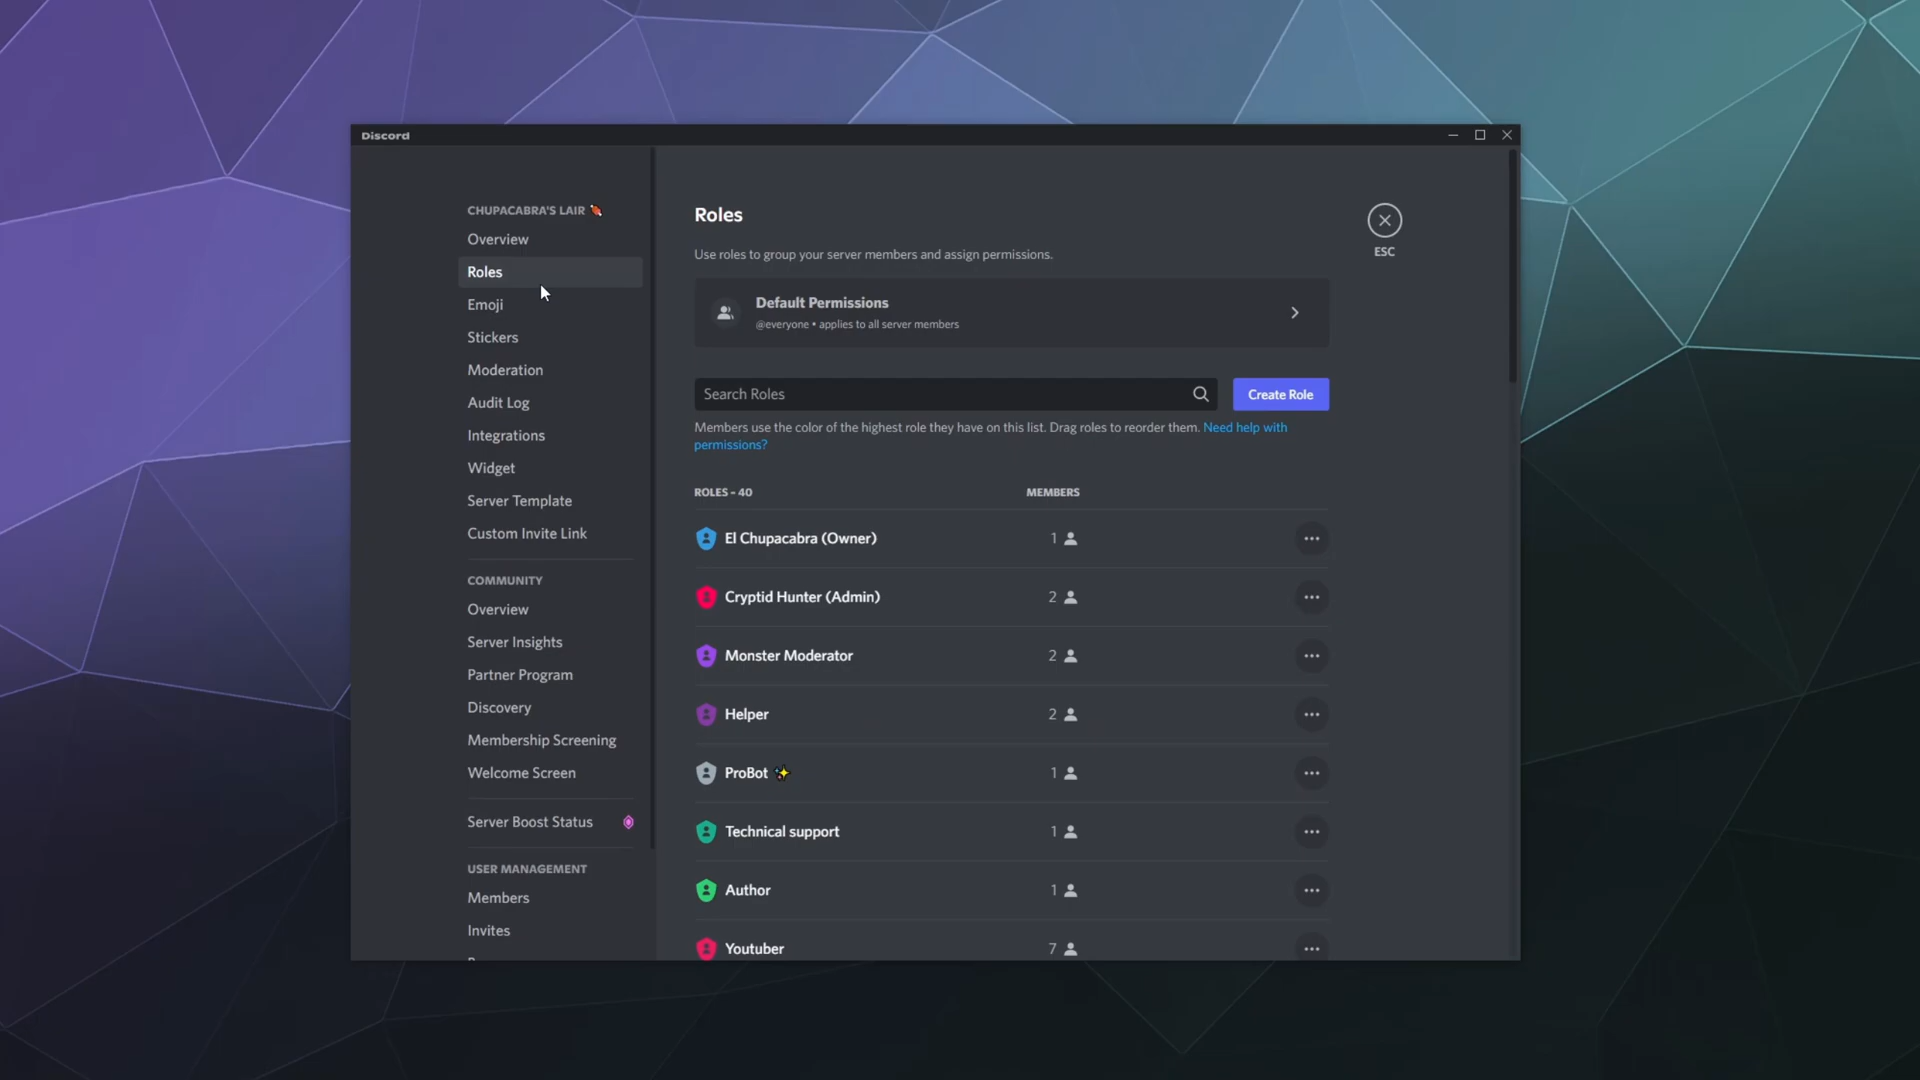 Discord
CHUPACABRA'S LAIR
Overview
Roles
Emoji
Stickers
Moderation
Audit Log
Integrations
Widget
Server Template
Custom Invite Link
COMMUNITY
Overview
Server Insights
Partner Program
Discovery
Membership Screening
Welcome Screen
Server Boost Status
USER MANAGEMENT
Members
Invites
Roles
ESC
Use roles to group your server members and assign permissions.
Default Permissions
@everyone • applies to all server members
Search Roles
Create Role
Members use the color of the highest role they have on this list. Drag roles to reorder them. Need help with
permissions?
ROLES - 40 MEMBERS
El Chupacabra (Owner) 1
Cryptid Hunter (Admin) 2
Monster Moderator 2
Helper 2
ProBot ✨ 1
Technical support 1
Author 1
Youtuber 7